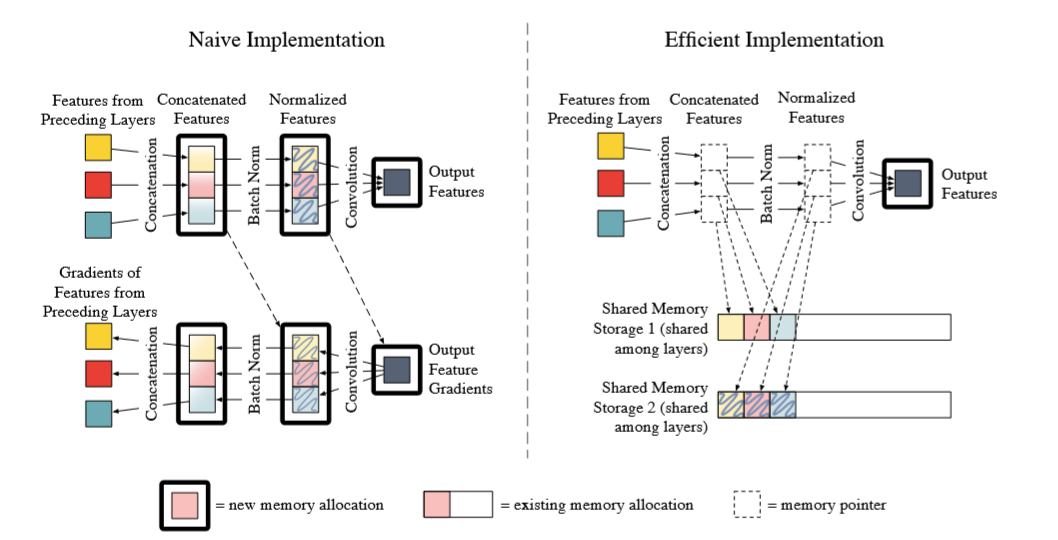 Naive Implementation
Features from
Preceding Layers
Concatenated
Features
Normalized
Features
Concatenation
Batch Norm
Convolution
Output
Features
Gradients of
Features from
Preceding Layers
Concatenation
Batch Norm
Convolution
Output
Feature
Gradients
Efficient Implementation
Features from
Preceding Layers
Concatenated
Features
Normalized
Features
Concatenation
Batch Norm
Convolution
Output
Features
Shared Memory
Storage 1 (shared
among layers)
Shared Memory
Storage 2 (shared
among layers)
= new memory allocation
= existing memory allocation
= memory pointer